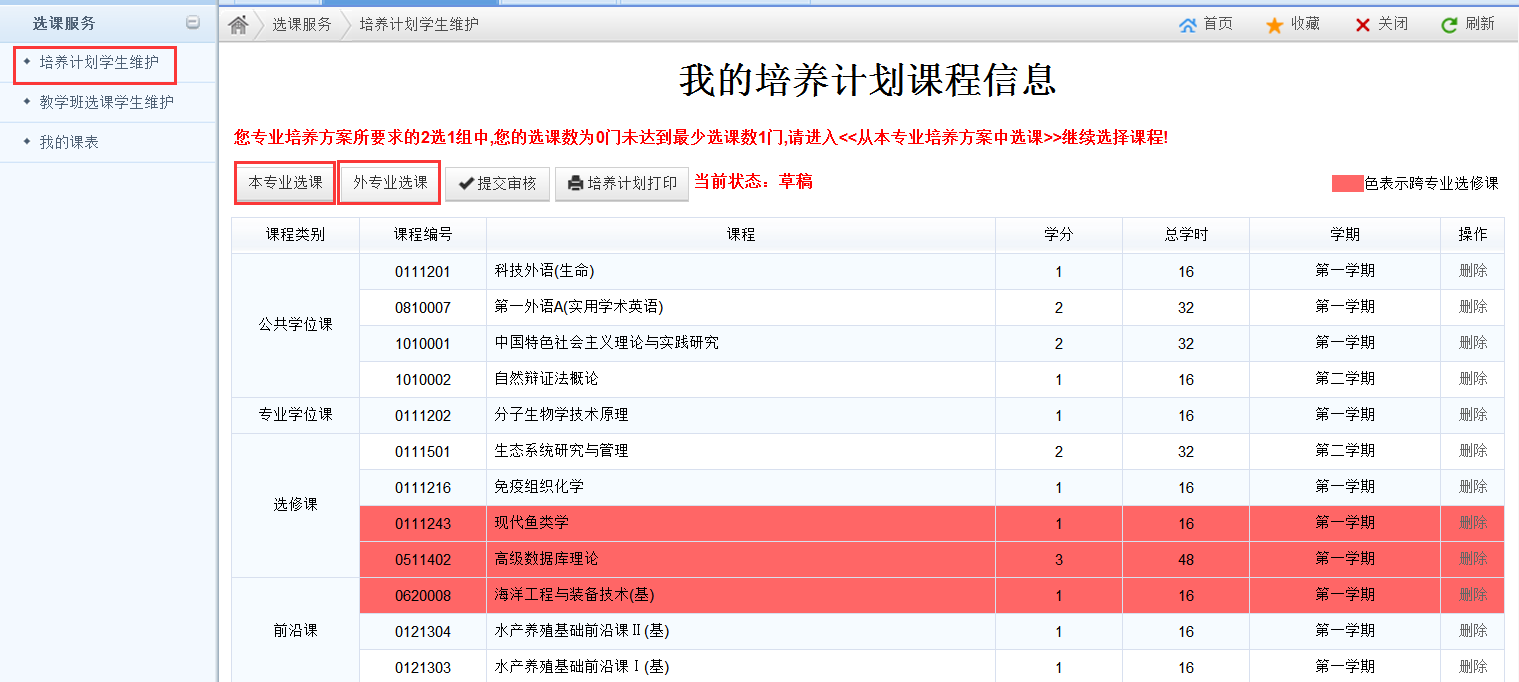 选课服务
培养计划学生维护
教学班选课学生维护
我的课表
选课服务 培养计划学生维护 首页 收藏 关闭 刷新
我的培养计划课程信息
您专业培养方案所要求的2选1组中,您的选课数为0门未达到最少选课数1门,请进入<<从本专业培养方案中选课>>继续选择课程!
本专业选课 外专业选课 提交审核 培养计划打印 当前状态：草稿 色表示跨专业选修课
课程类别 课程编号 课程 学分 总学时 学期 操作
公共学位课
0111201 科技外语(生命) 1 16 第一学期 删除
0810007 第一外语A(实用学术英语) 2 32 第一学期 删除
1010001 中国特色社会主义理论与实践研究 2 32 第一学期 删除
1010002 自然辩证法概论 1 16 第二学期 删除
专业学位课 0111202 分子生物学技术原理 1 16 第一学期 删除
选修课
0111501 生态系统研究与管理 2 32 第二学期 删除
0111216 免疫组织化学 1 16 第一学期 删除
0111243 现代鱼类学 1 16 第一学期 删除
0511402 高级数据库理论 3 48 第一学期 删除
前沿课
0620008 海洋工程与装备技术(基) 1 16 第一学期 删除
0121304 水产养殖基础前沿课Ⅱ(基) 1 16 第一学期 删除
0121303 水产养殖基础前沿课Ⅰ(基) 1 16 第一学期 删除